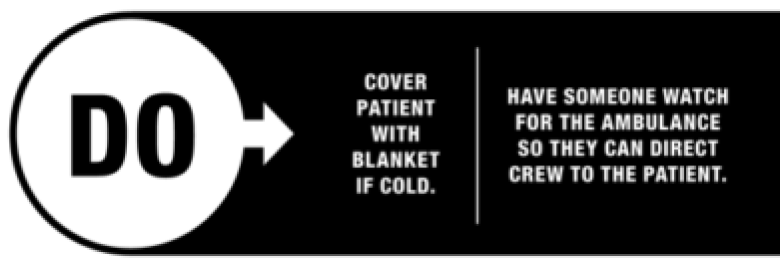 DO
COVER
PATIENT
WITH
BLANKET
IF COLD.
HAVE SOMEONE WATCH
FOR THE AMBULANCE
SO THEY CAN DIRECT
CREW TO THE PATIENT.